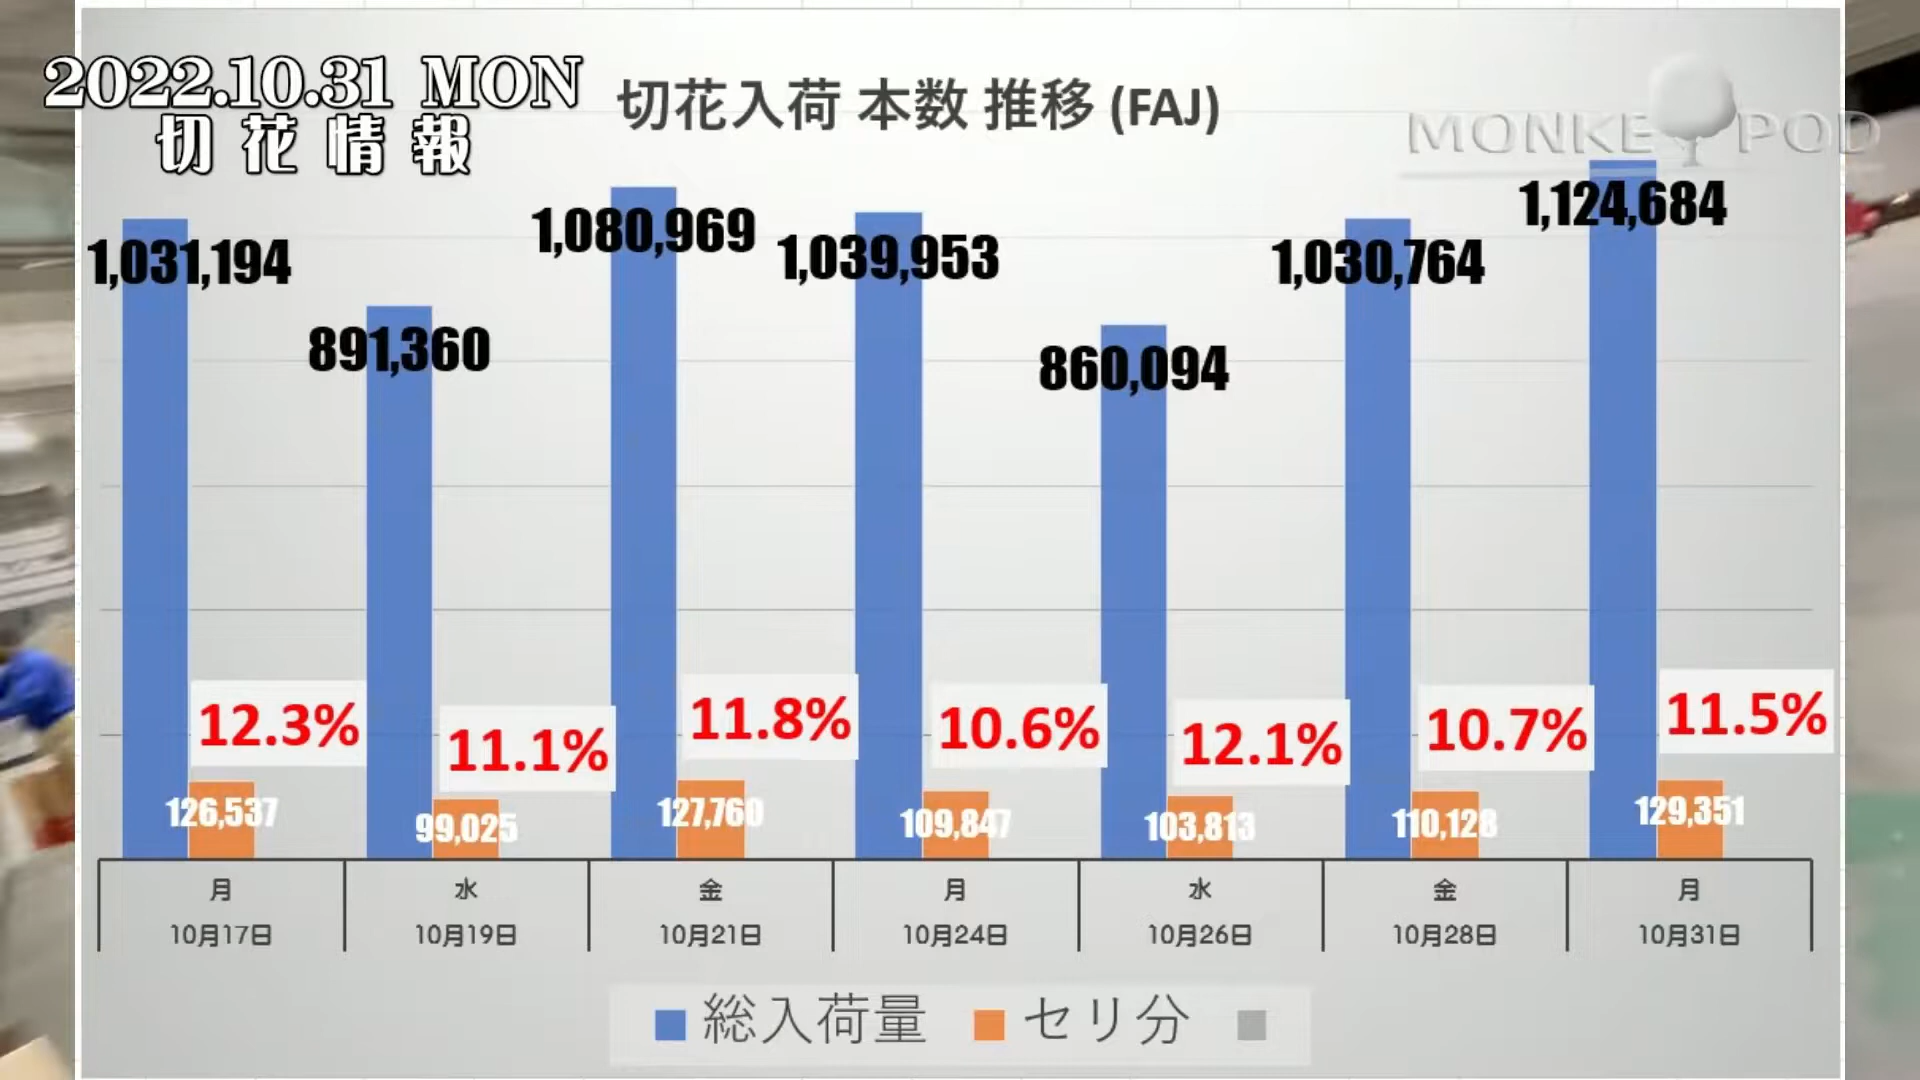 2022.10.31 MON
切花情報
切花入荷 本数 推移 (FAJ)
MONKE POD
1,031,194
891,360
1,080,969
1,039,953
860,094
1,030,764
1,124,684
12.3%
11.1%
11.8%
10.6%
12.1%
10.7%
11.5%
126,537
99,025
127,760
109,847
103,813
110,128
129,351
月
水
金
月
水
金
月
10月17日
10月19日
10月21日
10月24日
10月26日
10月28日
10月31日
総入荷量
セリ分